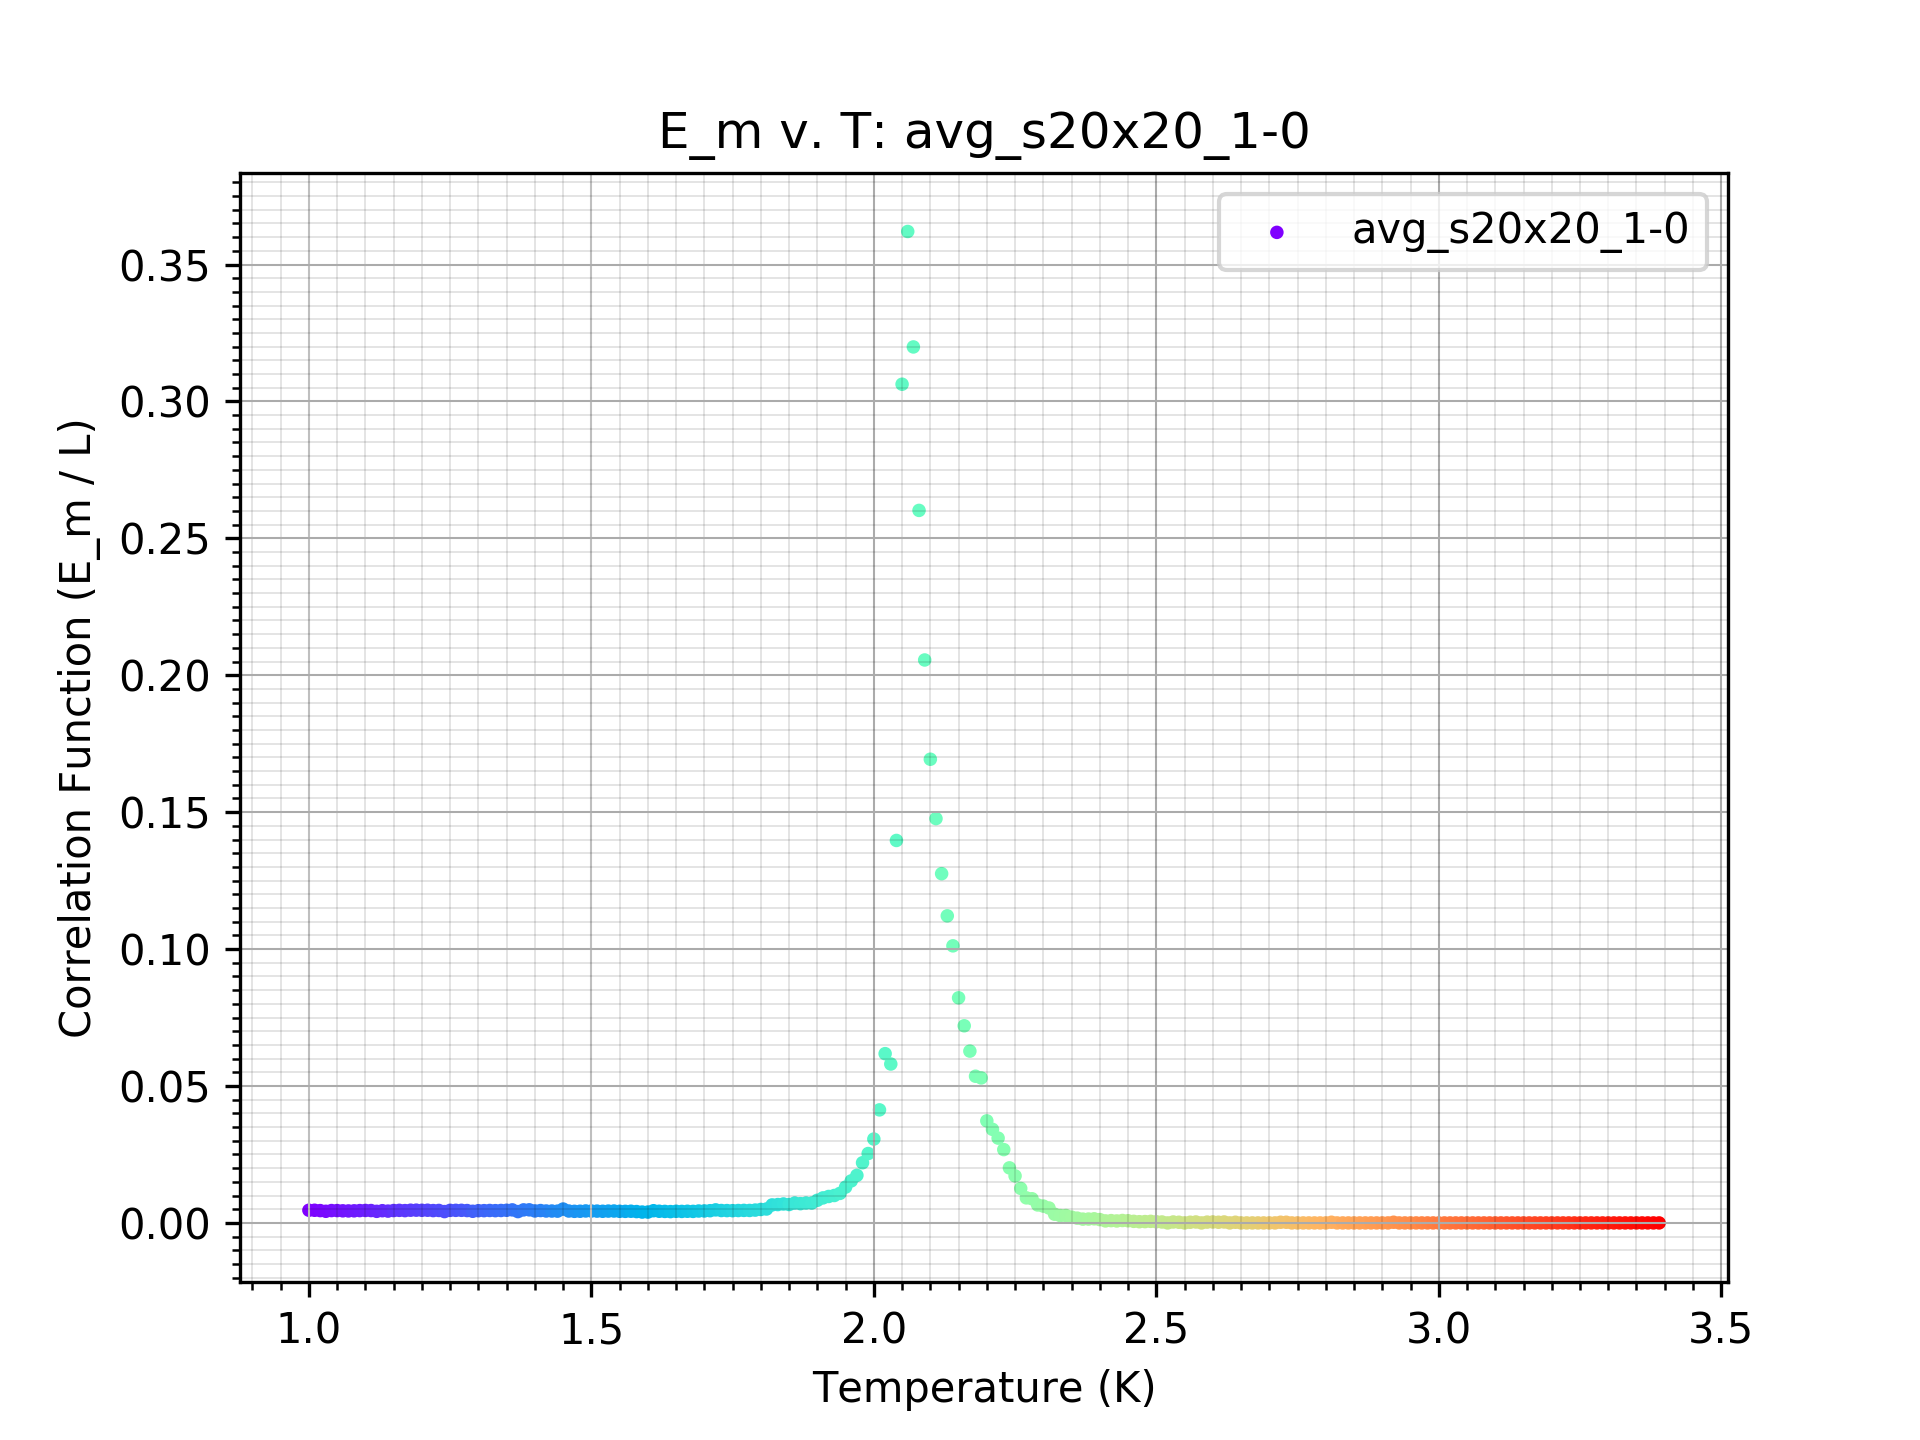 E_m v. T: avg_s20x20_1-0
avg_s20x20_1-0
Correlation Function (E_m / L)
0.35
0.30
0.25
0.20
0.15
0.10
0.05
0.00
1.0 1.5 2.0 2.5 3.0 3.5
Temperature (K)